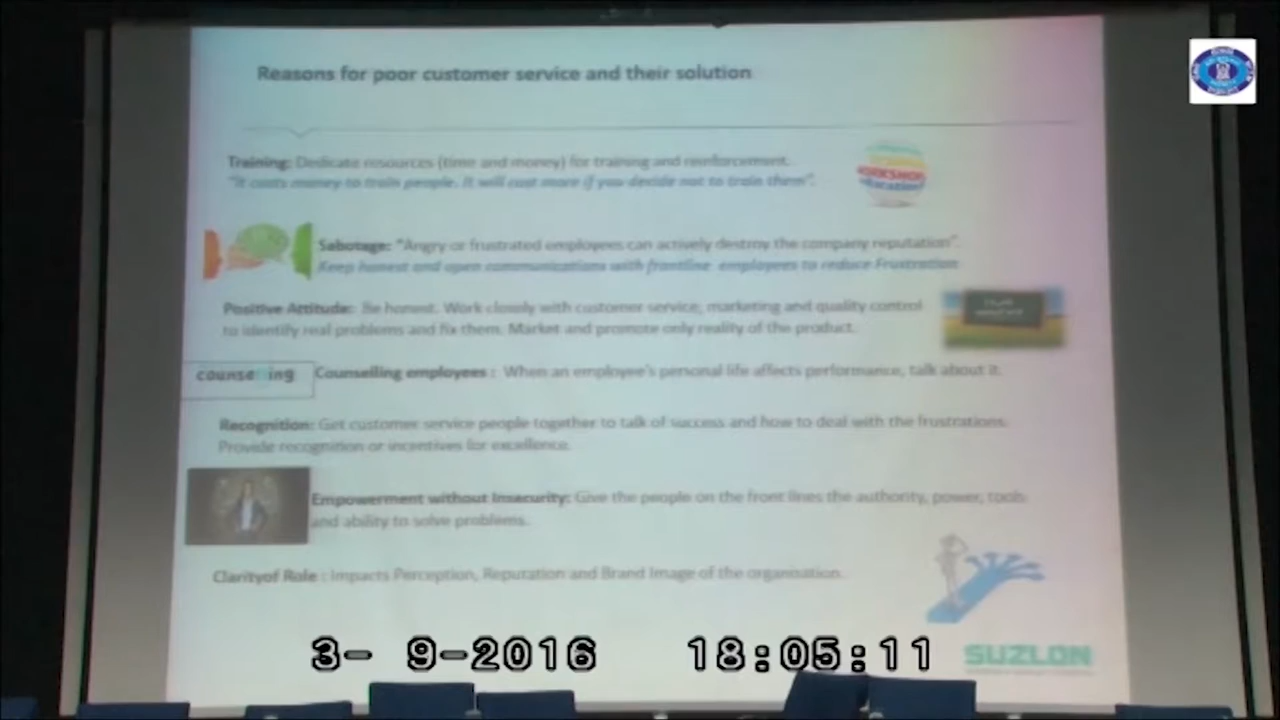 Reasons for poor customer service and their solution
Training: Dedicate resources (time and money) for training and reinforcement.
"It costs money to train people. It will cost more if you decide not to train them".
WORKSHOP
Education
Sabotage: "Angry or frustrated employees can actively destroy the company reputation".
Keep honest and open communications with frontline employees to reduce Frustration
Positive Attitude: Be honest. Work closely with customer service, marketing and quality control
to identify real problems and fix them. Market and promote only reality of the product.
counse ing
Counselling employees : When an employee's personal life affects performance, talk about it.
Recognition: Get customer service people together to talk of success and how to deal with the frustrations.
Provide recognition or incentives for excellence.
Empowerment without Insecurity: Give the people on the front lines the authority, power, tools
and ability to solve problems.
Clarityof Role : Impacts Perception, Reputation and Brand Image of the organisation.
3- 9-2016 18:05:11
SUZLON